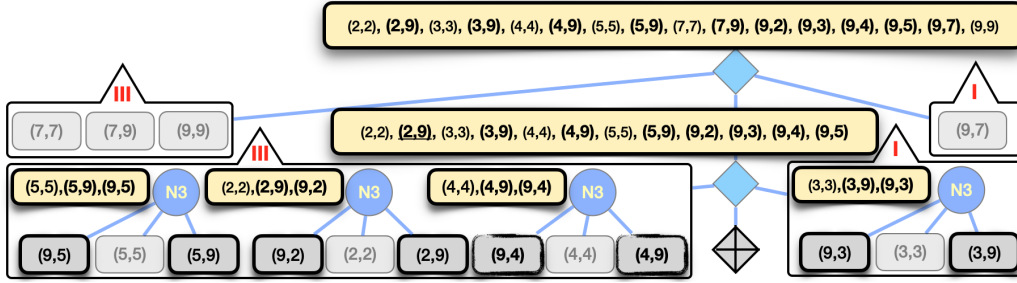 (2,2), (2,9), (3,3), (3,9), (4,4), (4,9), (5,5), (5,9), (7,7), (7,9), (9,2), (9,3), (9,4), (9,5), (9,7), (9,9)
III
I
(7,7) (7,9) (9,9)
(2,2), (2,9), (3,3), (3,9), (4,4), (4,9), (5,5), (5,9), (9,2), (9,3), (9,4), (9,5)
(9,7)
III
I
(5,5),(5,9),(9,5) N3 (2,2),(2,9),(9,2) N3 (4,4),(4,9),(9,4) N3
(3,3),(3,9),(9,3) N3
(9,5) (5,5) (5,9) (9,2) (2,2) (2,9) (9,4) (4,4) (4,9)
(9,3) (3,3) (3,9)